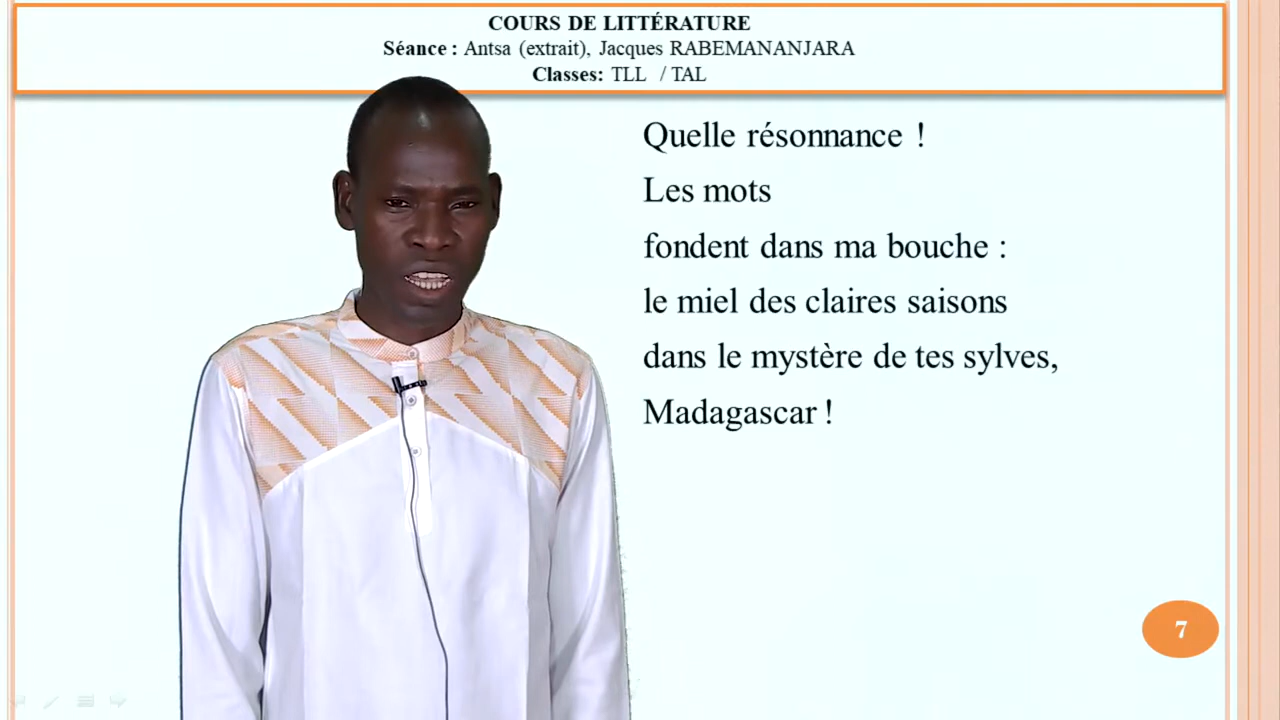 COURS DE LITTÉRATURE
Séance : Antsa (extrait), Jacques RABEMANANJARA
Classes: TLL / TAL
Quelle résonnance !
Les mots
fondent dans ma bouche :
le miel des claires saisons
dans le mystère de tes sylves,
Madagascar !
7